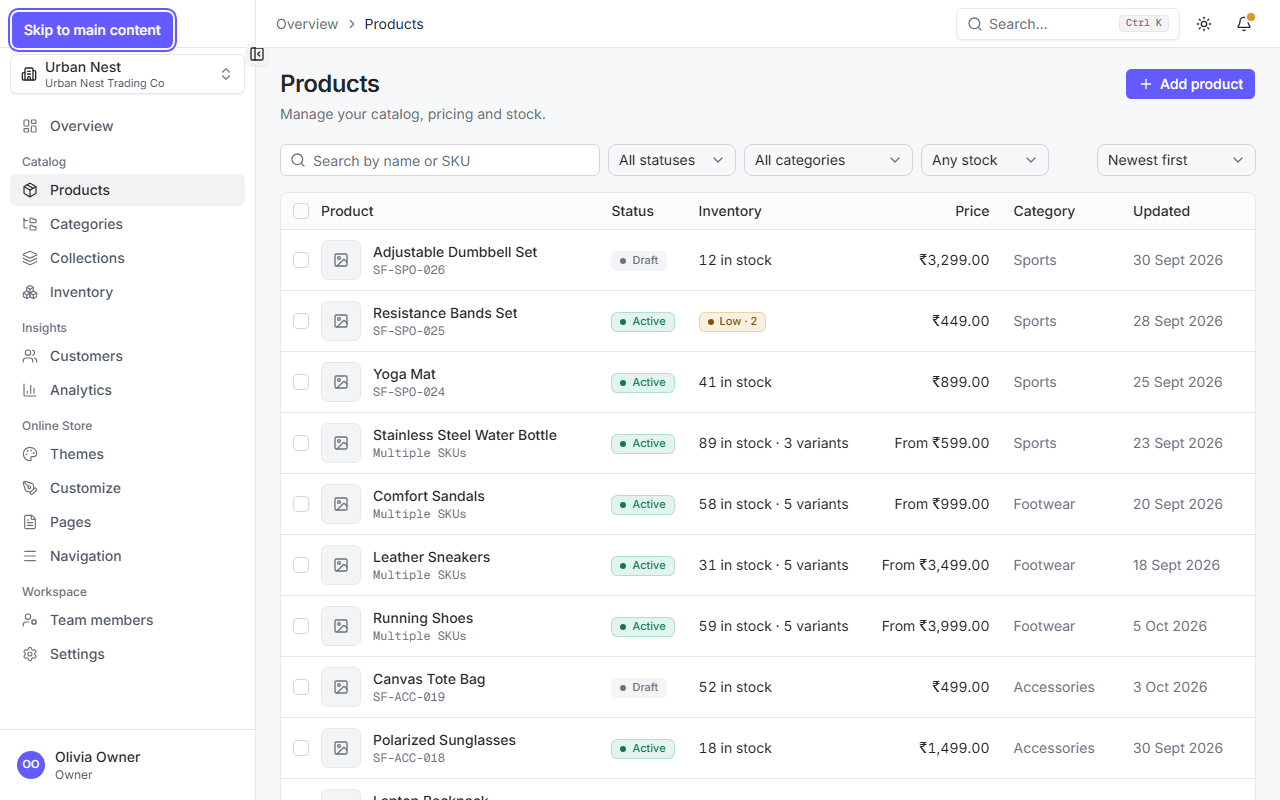 Skip to main content
Urban Nest
Urban Nest Trading Co
Overview
Catalog
Products
Categories
Collections
Inventory
Insights
Customers
Analytics
Online Store
Themes
Customize
Pages
Navigation
Workspace
Team members
Settings
OO
Olivia Owner
Owner
Overview > Products
Search...
Ctrl K
Products
Manage your catalog, pricing and stock.
Add product
Search by name or SKU
All statuses
All categories
Any stock
Newest first
Product Status Inventory Price Category Updated
Adjustable Dumbbell Set
SF-SPO-026
Draft 12 in stock ₹3,299.00 Sports 30 Sept 2026
Resistance Bands Set
SF-SPO-025
Active Low · 2 ₹449.00 Sports 28 Sept 2026
Yoga Mat
SF-SPO-024
Active 41 in stock ₹899.00 Sports 25 Sept 2026
Stainless Steel Water Bottle
Multiple SKUs
Active 89 in stock · 3 variants From ₹599.00 Sports 23 Sept 2026
Comfort Sandals
Multiple SKUs
Active 58 in stock · 5 variants From ₹999.00 Footwear 20 Sept 2026
Leather Sneakers
Multiple SKUs
Active 31 in stock · 5 variants From ₹3,499.00 Footwear 18 Sept 2026
Running Shoes
Multiple SKUs
Active 59 in stock · 5 variants From ₹3,999.00 Footwear 5 Oct 2026
Canvas Tote Bag
SF-ACC-019
Draft 52 in stock ₹499.00 Accessories 3 Oct 2026
Polarized Sunglasses
SF-ACC-018
Active 18 in stock ₹1,499.00 Accessories 30 Sept 2026